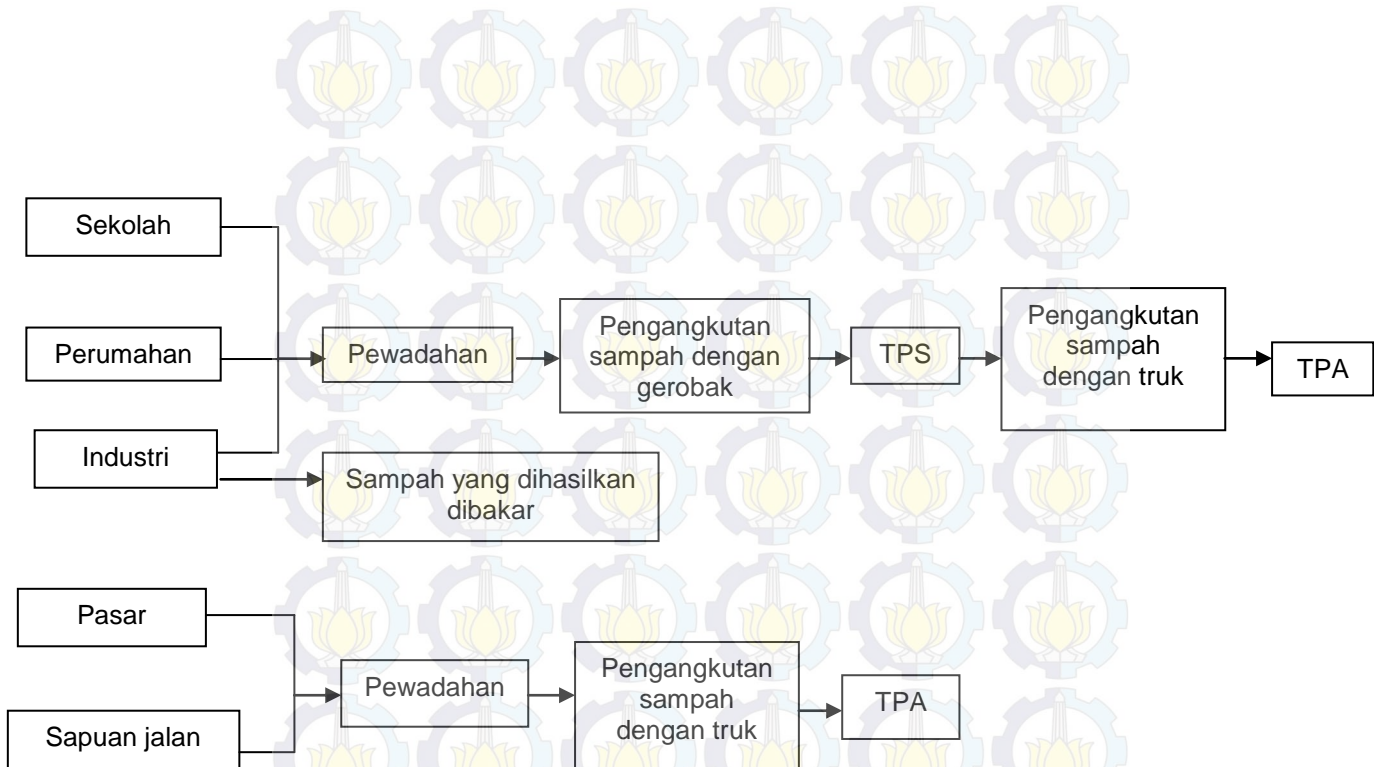 Sekolah
Perumahan
Industri
Pewadahan
Pengangkutan
sampah dengan
gerobak
TPS
Pengangkutan
sampah
dengan truk
TPA
Sampah yang dihasilkan
dibakar
Pasar
Sapuan jalan
Pewadahan
Pengangkutan
sampah
dengan truk
TPA